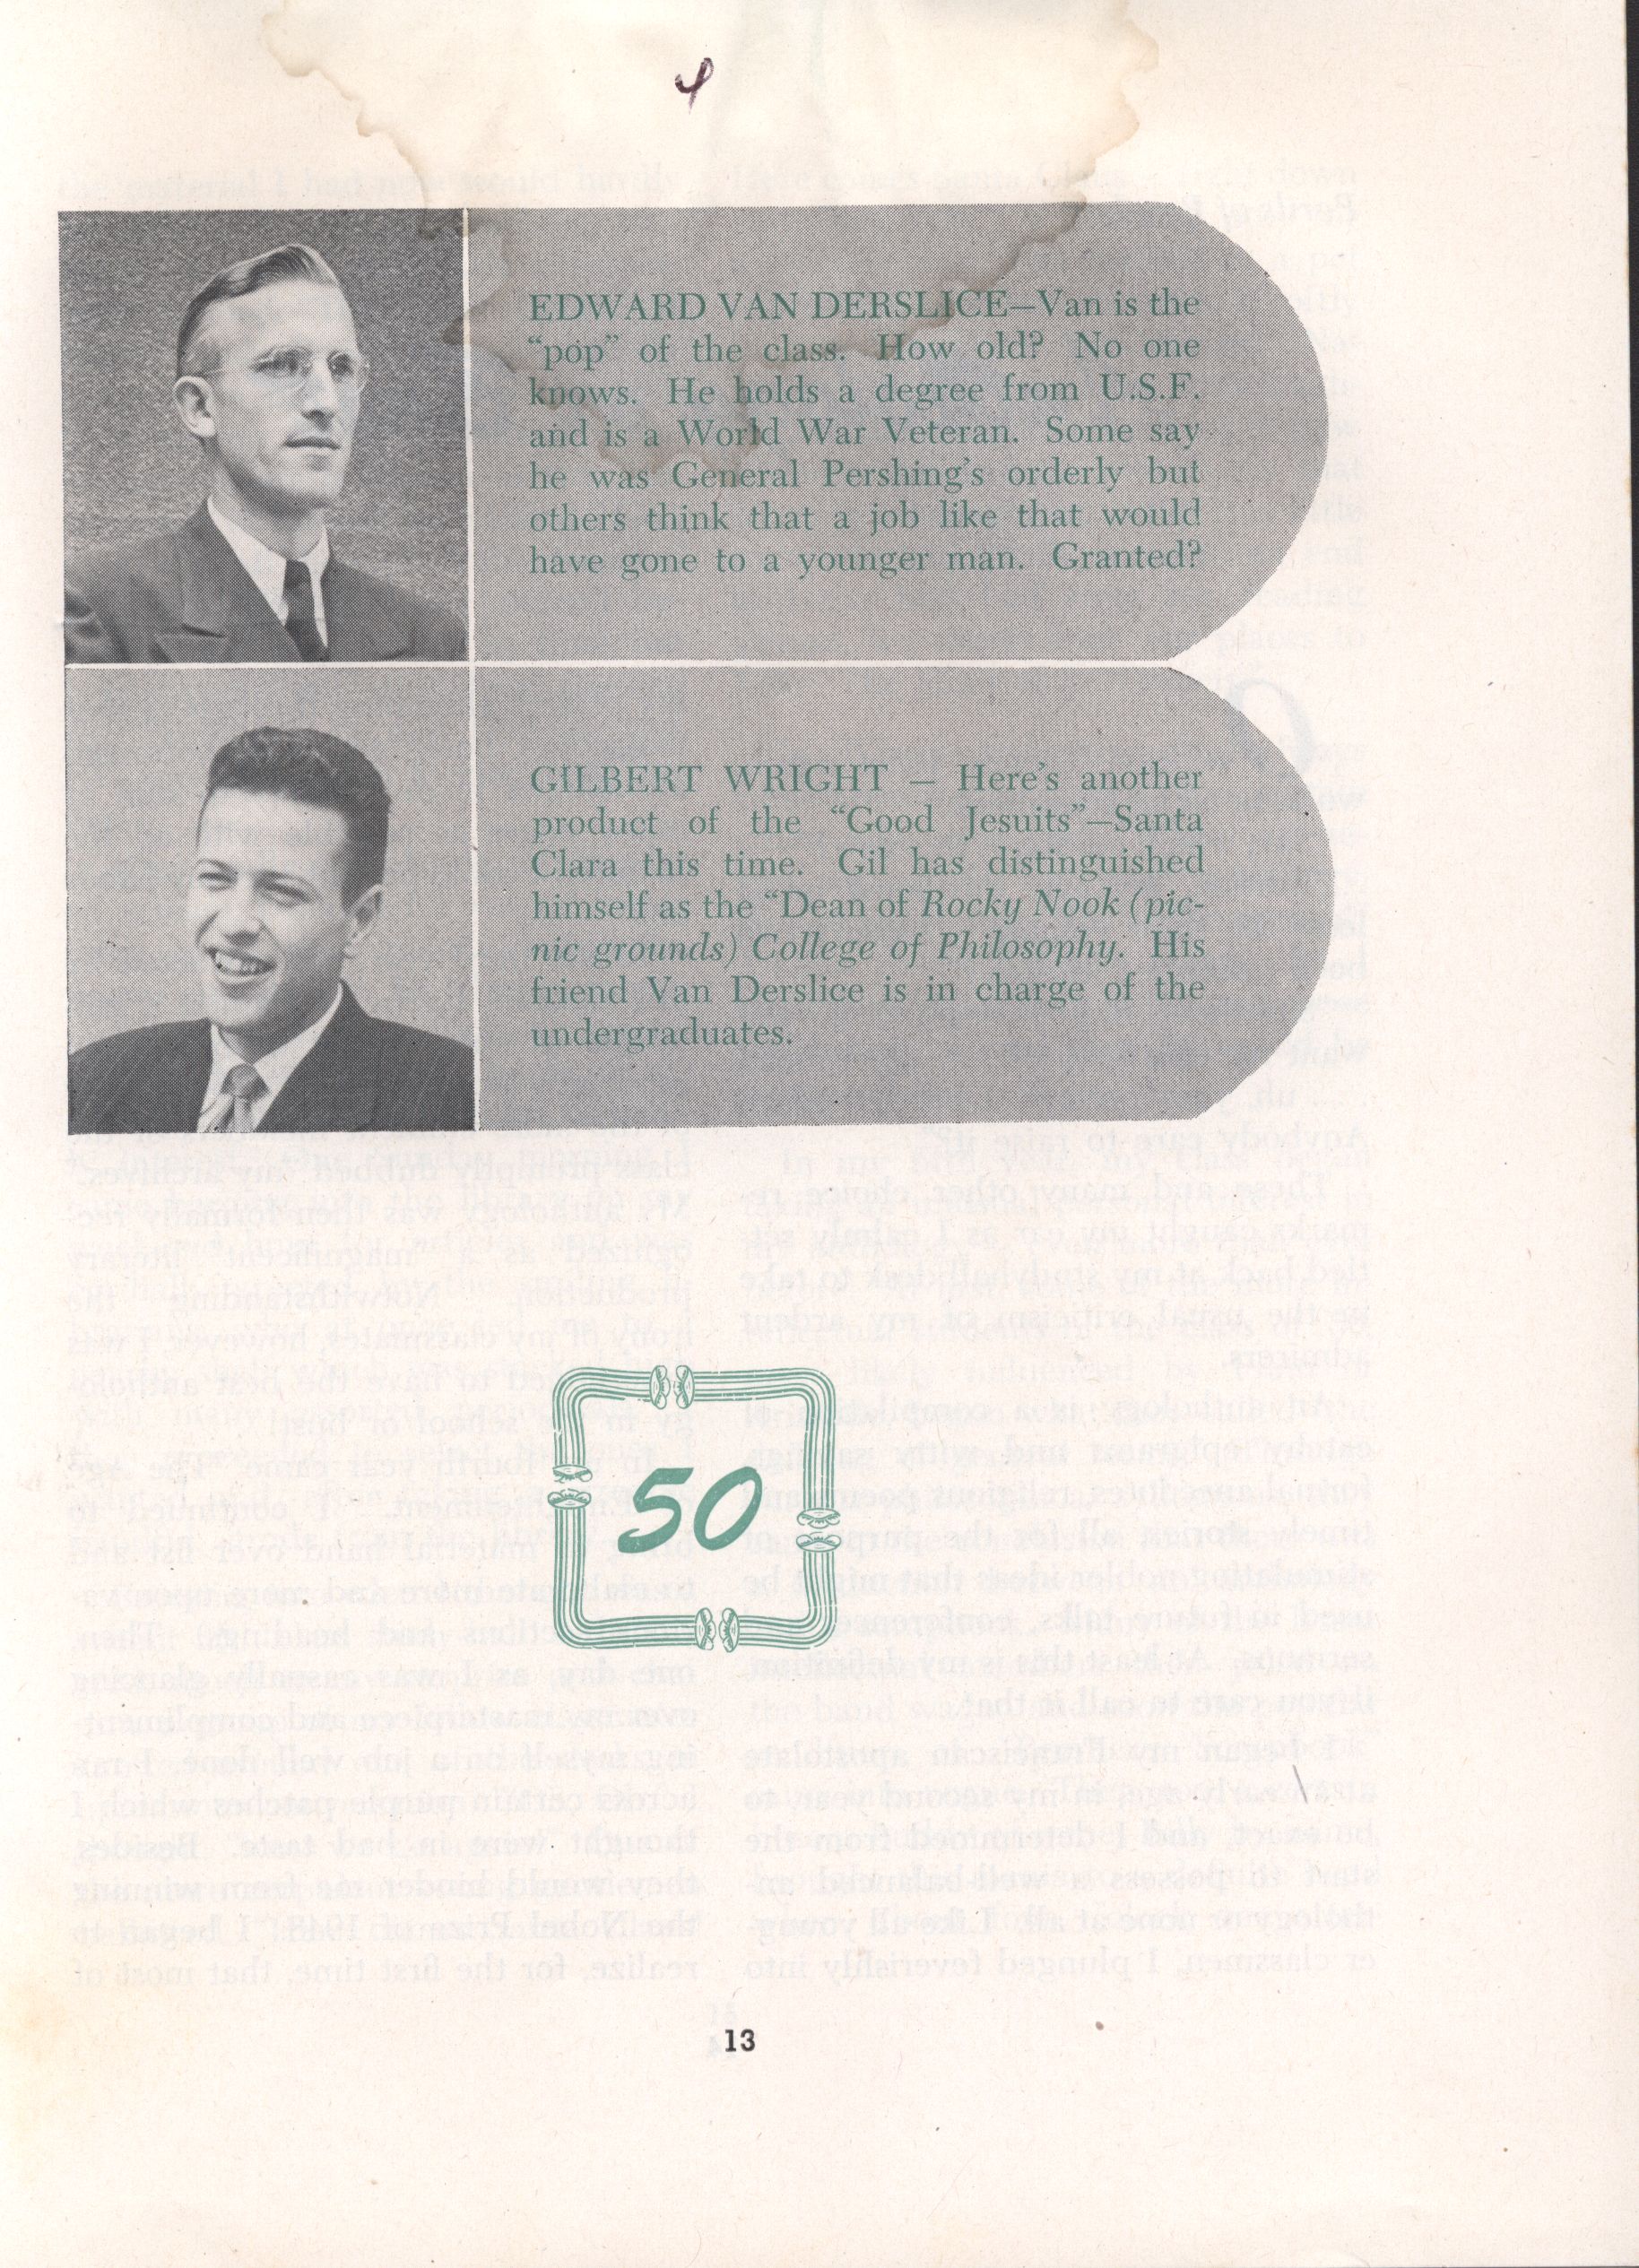 EDWARD VAN DERSLICE—Van is the
“pop” of the class. How old? No one
knows. He holds a degree from U.S.F.
and is a World War Veteran. Some say
he was General Pershing’s orderly but
others think that a job like that would
have gone to a younger man. Granted?
GILBERT WRIGHT — Here’s another
product of the “Good Jesuits”—Santa
Clara this time. Gil has distinguished
himself as the “Dean of Rocky Nook (pic-
nic grounds) College of Philosophy. His
friend Van Derslice is in charge of the
undergraduates.
50
13